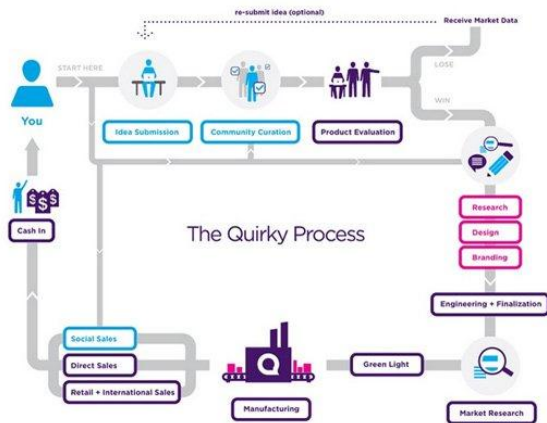 re-submit idea (optional)
Receive Market Data
START HERE
LOSE
WIN
You
Idea Submission
Community Curation
Product Evaluation
Cash In
The Quirky Process
Research
Design
Branding
Engineering + Finalization
Social Sales
Direct Sales
Retail + International Sales
Manufacturing
Green Light
Market Research